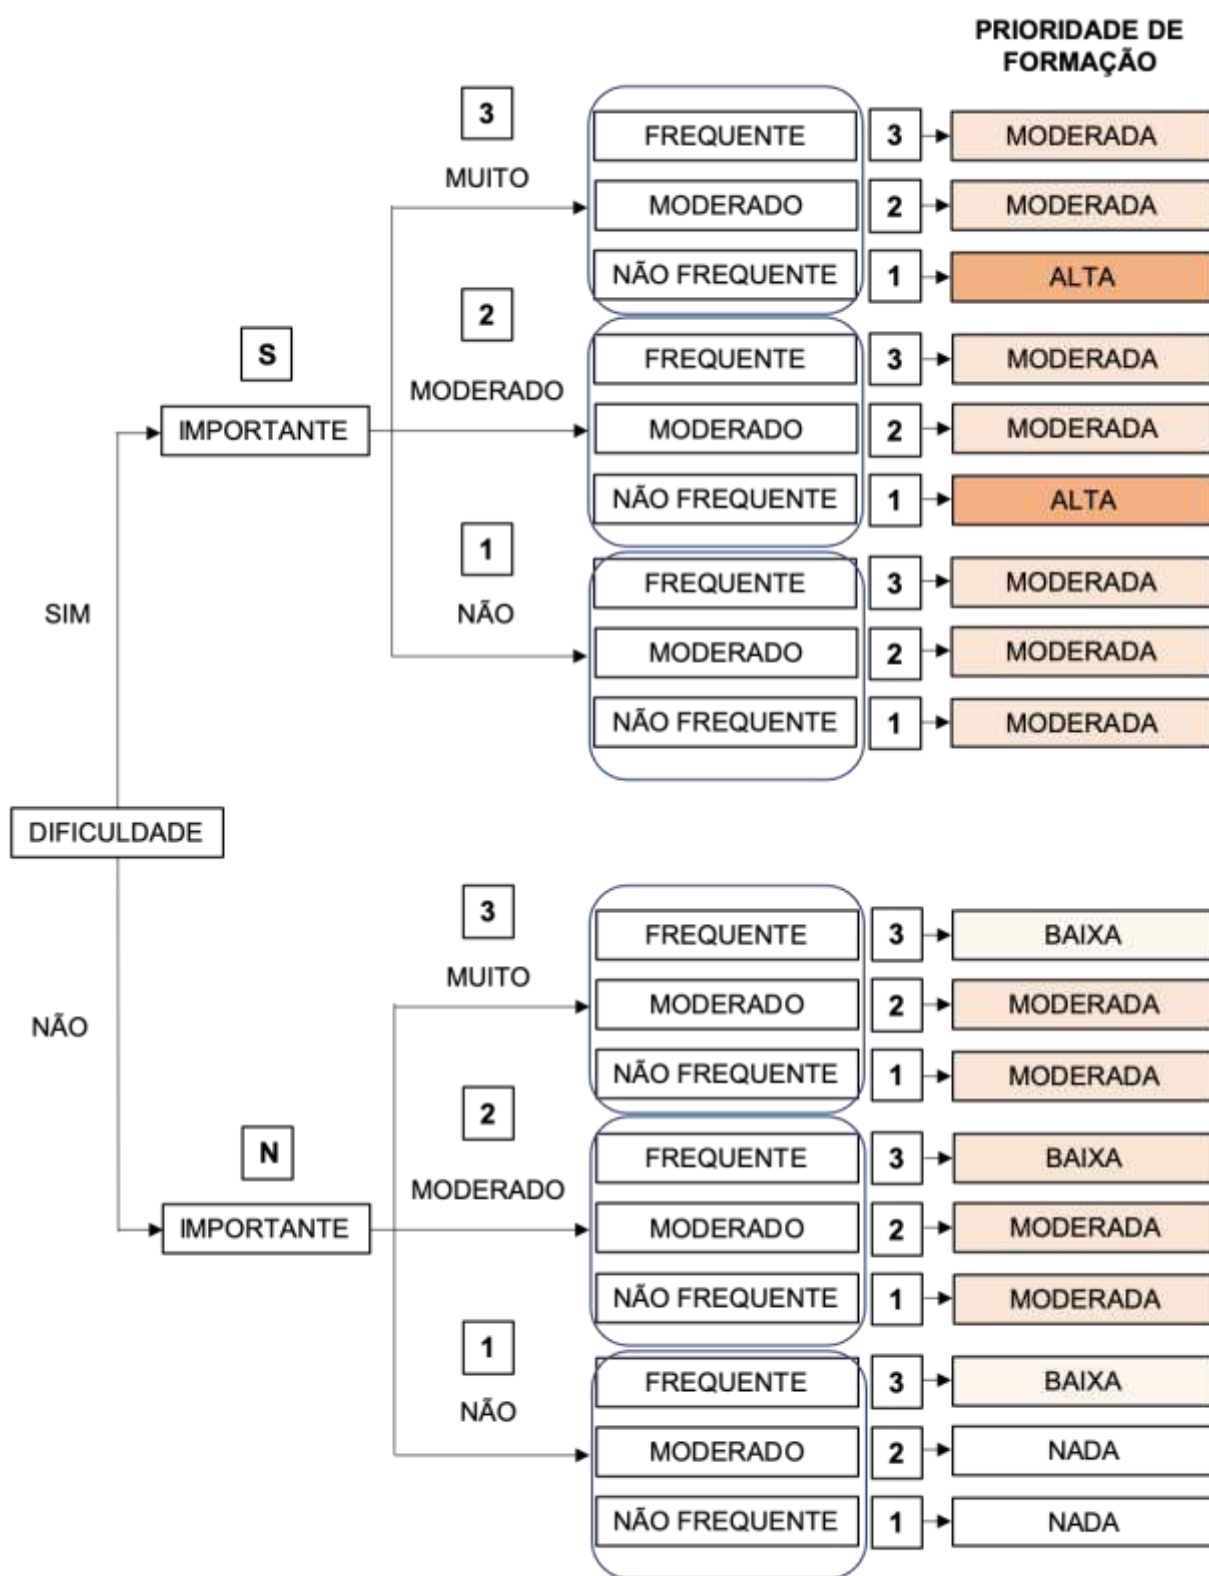 PRIORIDADE DE
FORMAÇÃO
3
MUITO
FREQUENTE 3 MODERADA
MODERADO 2 MODERADA
NÃO FREQUENTE 1 ALTA
2
MODERADO
S
IMPORTANTE
FREQUENTE 3 MODERADA
MODERADO 2 MODERADA
NÃO FREQUENTE 1 ALTA
1
NÃO
SIM
FREQUENTE 3 MODERADA
MODERADO 2 MODERADA
NÃO FREQUENTE 1 MODERADA
DIFICULDADE
3
MUITO
NÃO
FREQUENTE 3 BAIXA
MODERADO 2 MODERADA
NÃO FREQUENTE 1 MODERADA
2
MODERADO
N
IMPORTANTE
FREQUENTE 3 BAIXA
MODERADO 2 MODERADA
NÃO FREQUENTE 1 MODERADA
1
NÃO
FREQUENTE 3 BAIXA
MODERADO 2 NADA
NÃO FREQUENTE 1 NADA